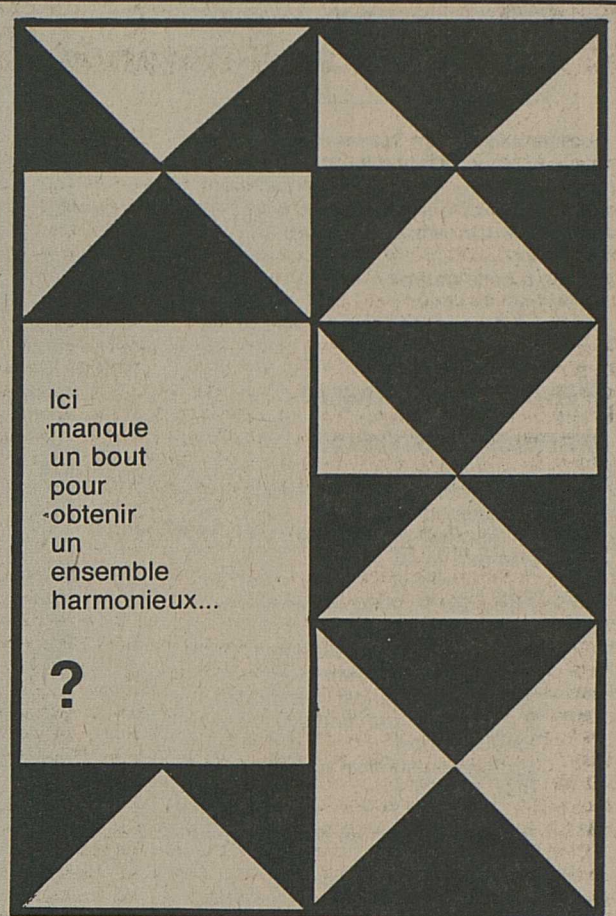 Ici
manque
un bout
pour
obtenir
un
ensemble
harmonieux...
?